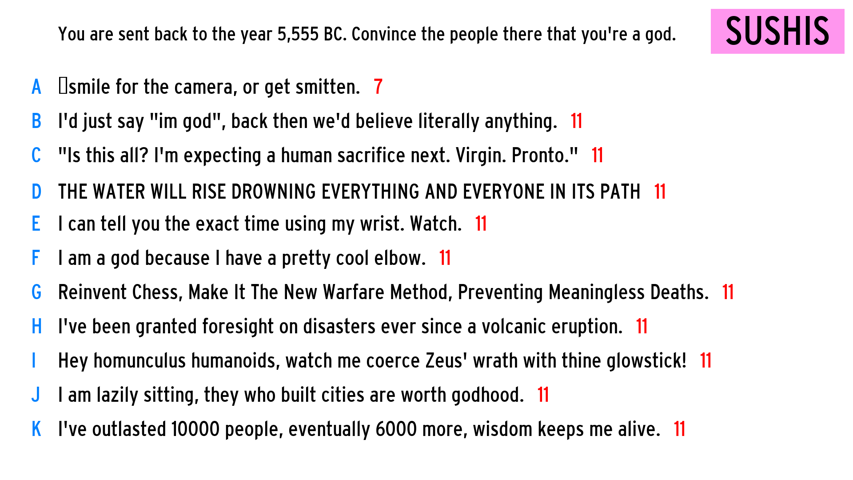 You are sent back to the year 5,555 BC. Convince the people there that you're a god.
SUSHIS
A ▯smile for the camera, or get smitten. 7
B I'd just say "im god", back then we'd believe literally anything. 11
C "Is this all? I'm expecting a human sacrifice next. Virgin. Pronto." 11
D THE WATER WILL RISE DROWNING EVERYTHING AND EVERYONE IN ITS PATH 11
E I can tell you the exact time using my wrist. Watch. 11
F I am a god because I have a pretty cool elbow. 11
G Reinvent Chess, Make It The New Warfare Method, Preventing Meaningless Deaths. 11
H I've been granted foresight on disasters ever since a volcanic eruption. 11
I Hey homunculus humanoids, watch me coerce Zeus' wrath with thine glowstick! 11
J I am lazily sitting, they who built cities are worth godhood. 11
K I've outlasted 10000 people, eventually 6000 more, wisdom keeps me alive. 11